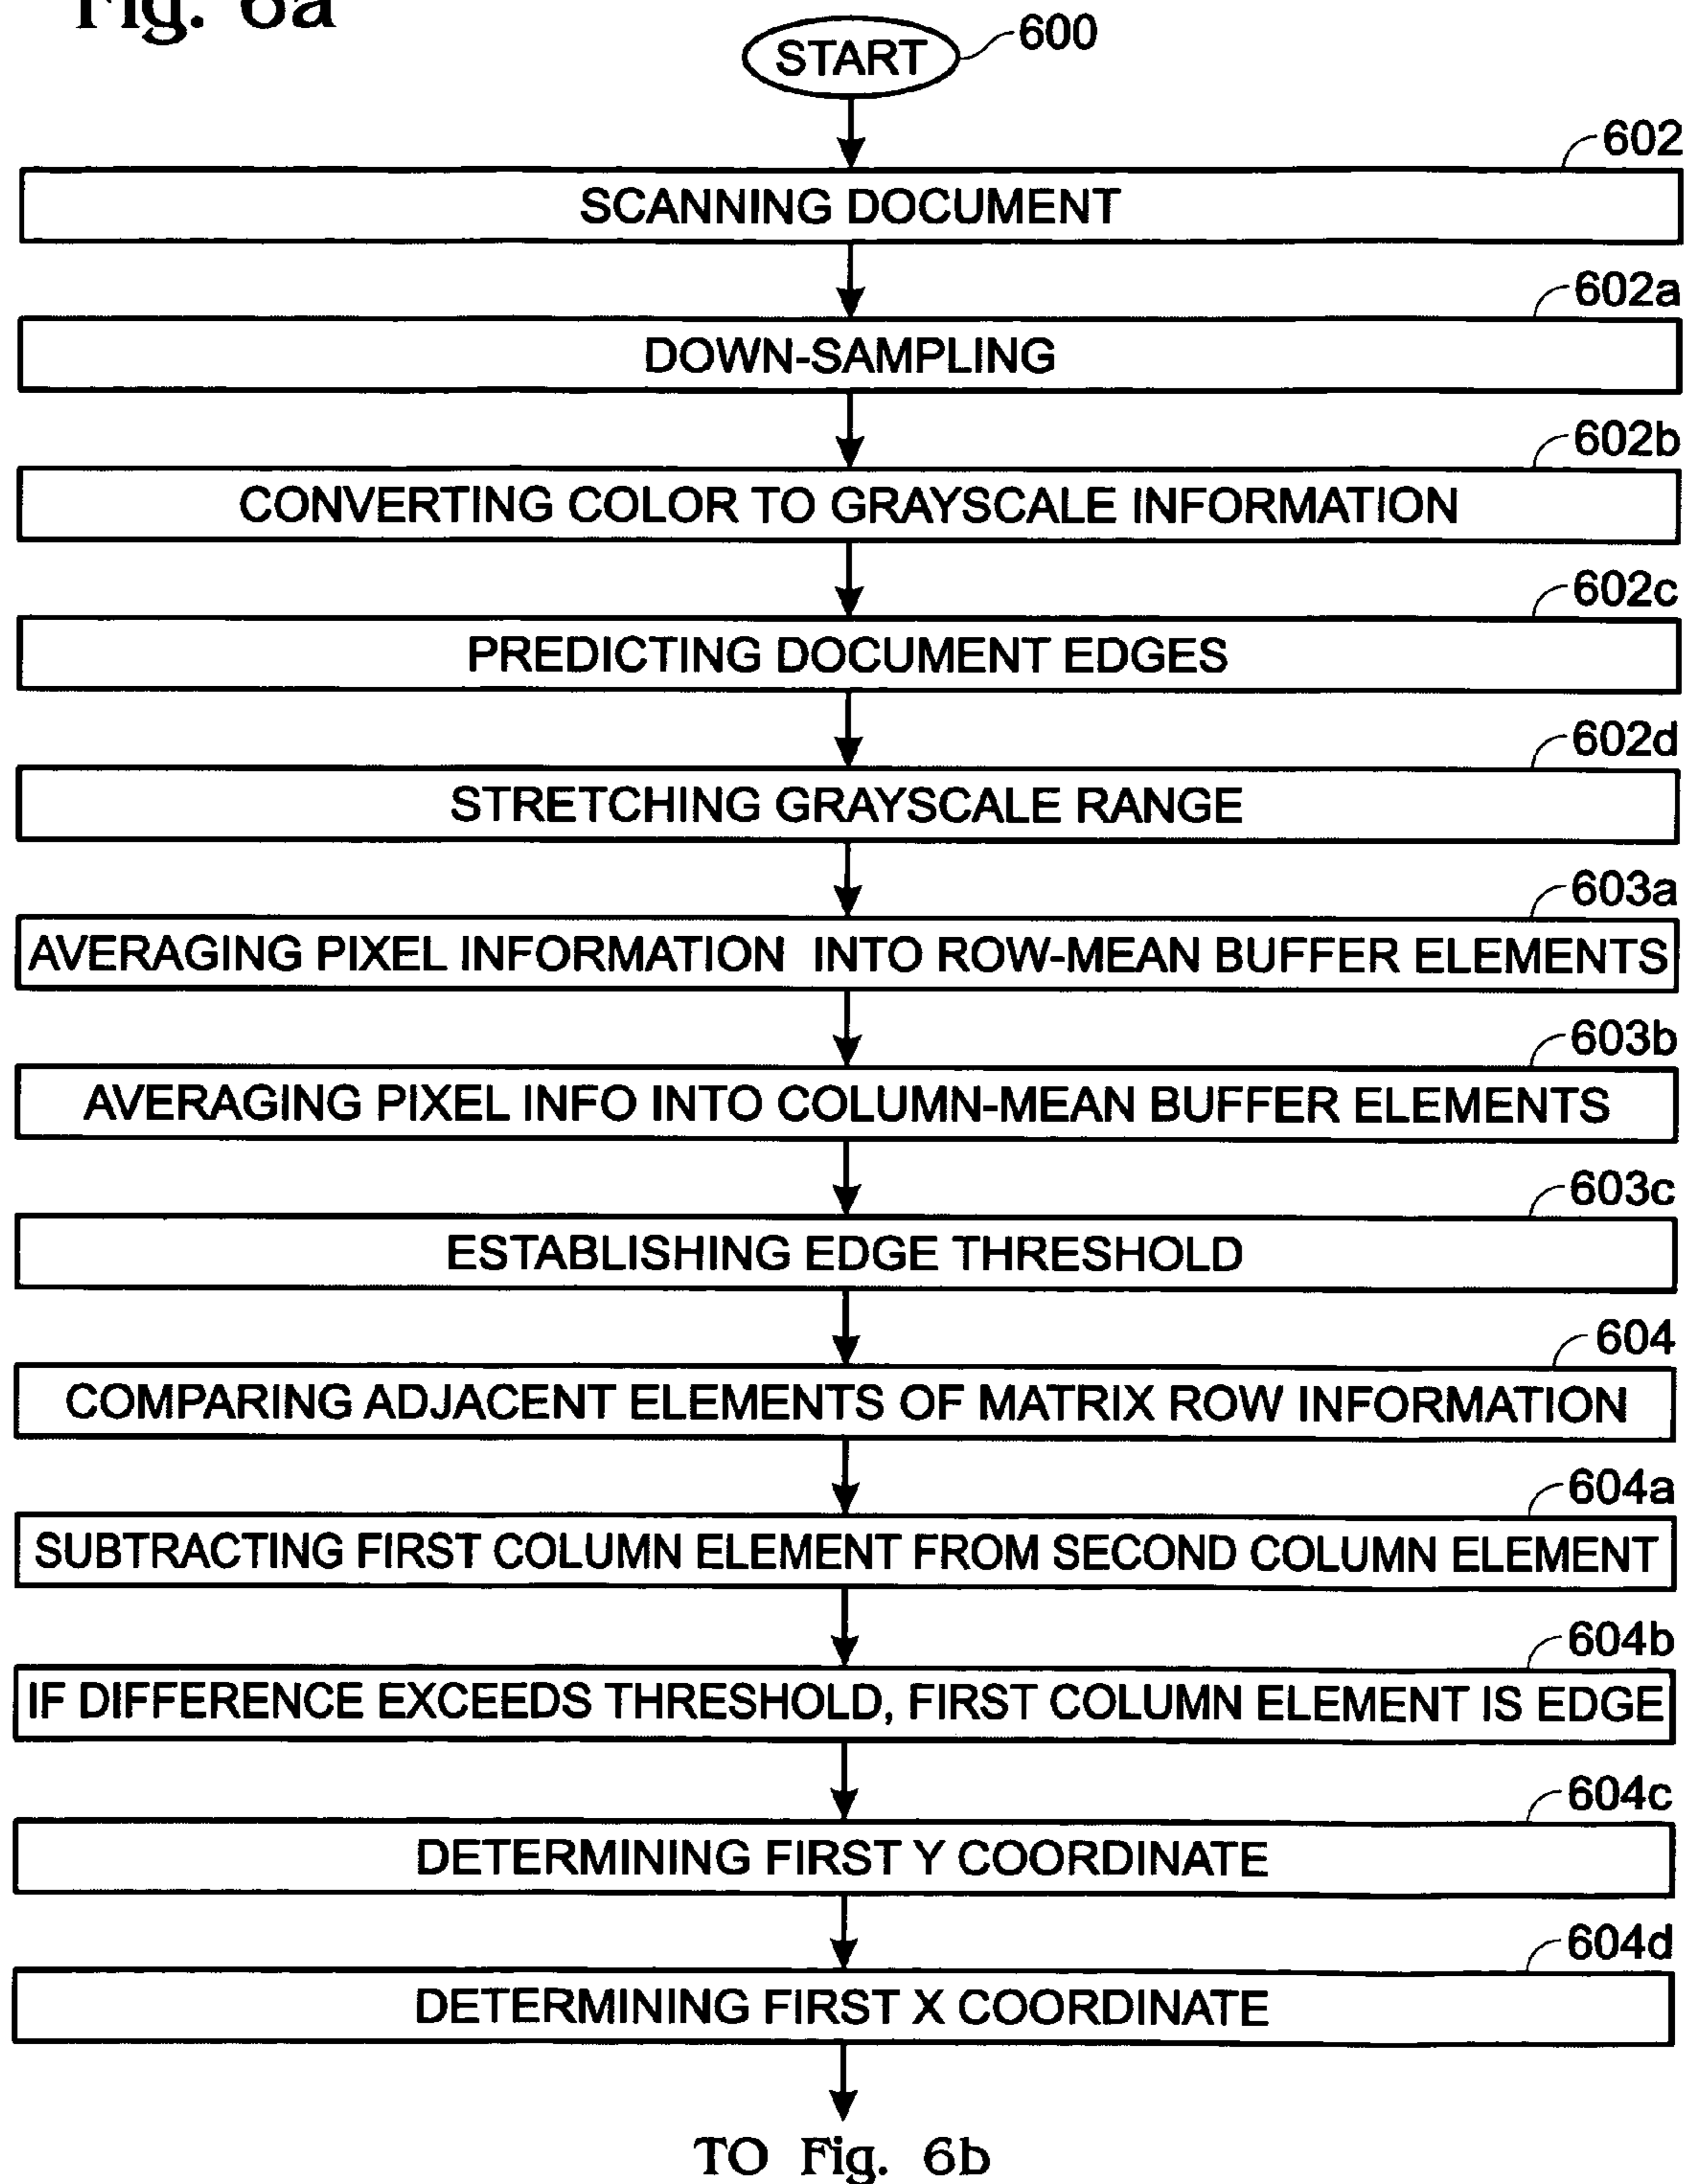 Fig. 6a
START
600
602
SCANNING DOCUMENT
602a
DOWN-SAMPLING
602b
CONVERTING COLOR TO GRAYSCALE INFORMATION
602c
PREDICTING DOCUMENT EDGES
602d
STRETCHING GRAYSCALE RANGE
603a
AVERAGING PIXEL INFORMATION INTO ROW-MEAN BUFFER ELEMENTS
603b
AVERAGING PIXEL INFO INTO COLUMN-MEAN BUFFER ELEMENTS
603c
ESTABLISHING EDGE THRESHOLD
604
COMPARING ADJACENT ELEMENTS OF MATRIX ROW INFORMATION
604a
SUBTRACTING FIRST COLUMN ELEMENT FROM SECOND COLUMN ELEMENT
604b
IF DIFFERENCE EXCEEDS THRESHOLD, FIRST COLUMN ELEMENT IS EDGE
604c
DETERMINING FIRST Y COORDINATE
604d
DETERMINING FIRST X COORDINATE
TO Fig. 6b